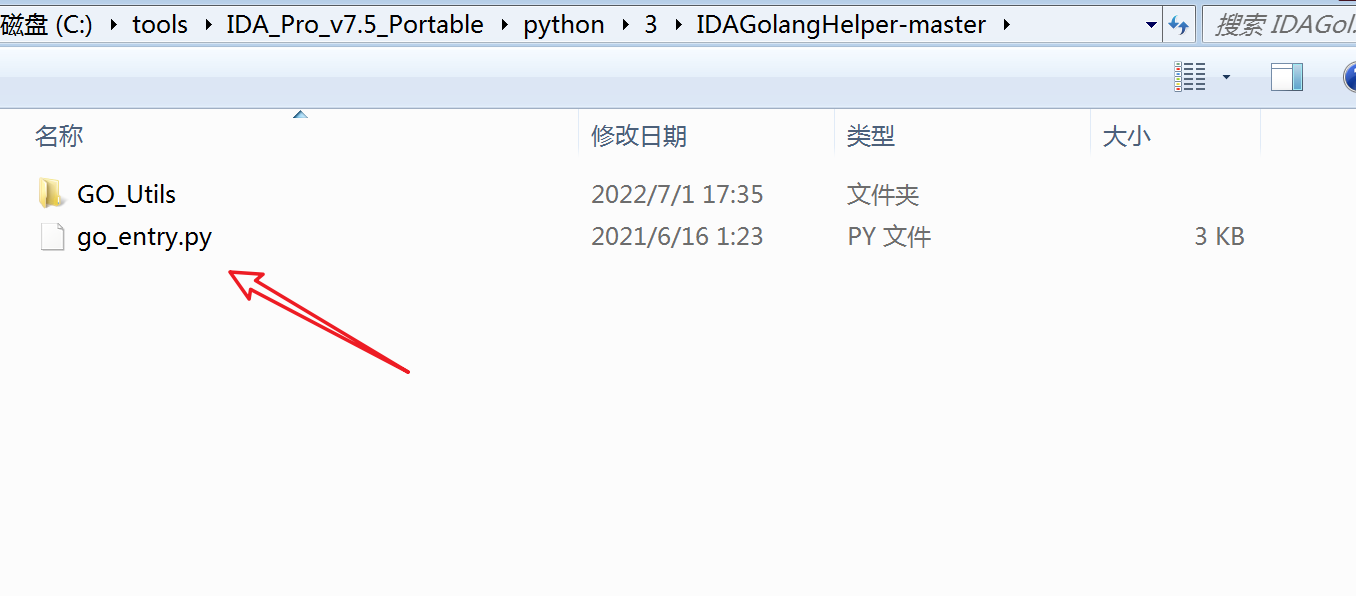 磁盘 (C:) tools IDA_Pro_v7.5_Portable python 3 IDAGolangHelper-master 搜索 IDAGol.
名称 修改日期 类型 大小
GO_Utils 2022/7/1 17:35 文件夹
go_entry.py 2021/6/16 1:23 PY 文件 3 KB